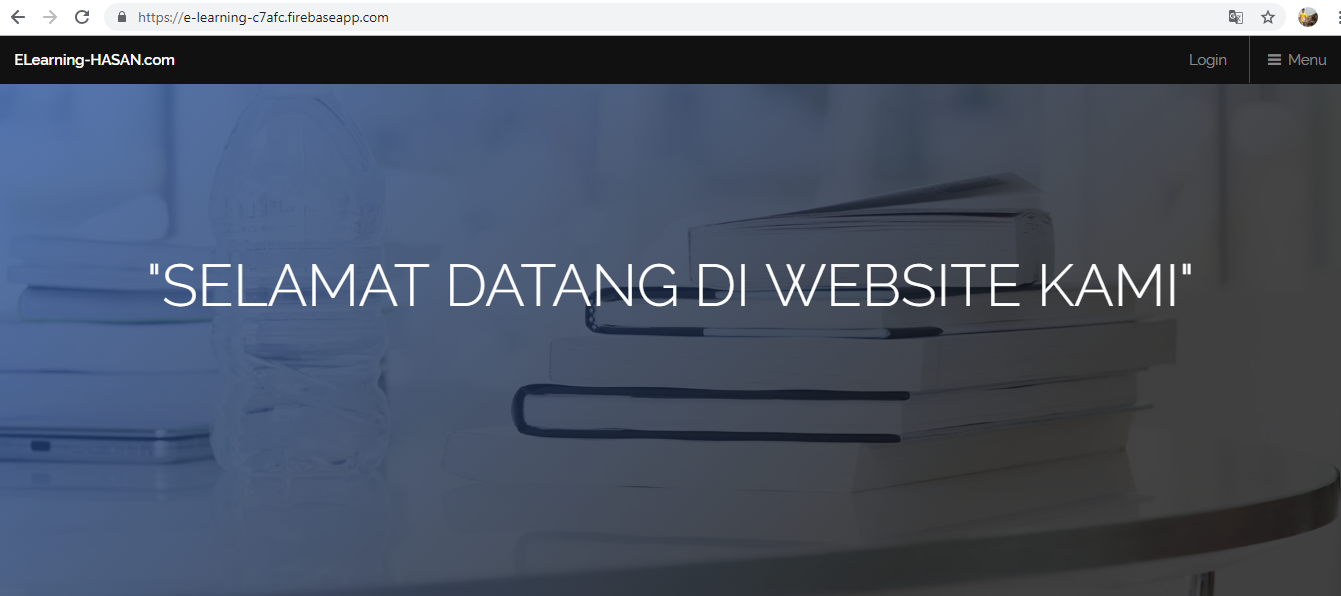 https://e-learning-c7afc.firebaseapp.com
ELearning-HASAN.com
Login
Menu
"SELAMAT DATANG DI WEBSITE KAMI"